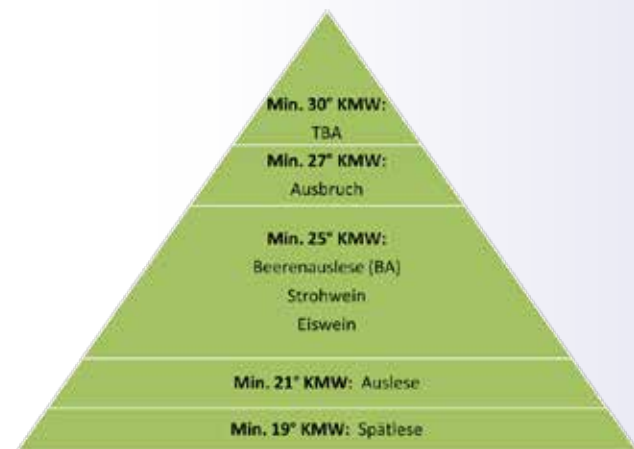 Min. 30° KMW:
TBA
Min. 27° KMW:
Ausbruch
Min. 25° KMW:
Beerenauslese (BA)
Strohwein
Eiswein
Min. 21° KMW: Auslese
Min. 19° KMW: Spätlese